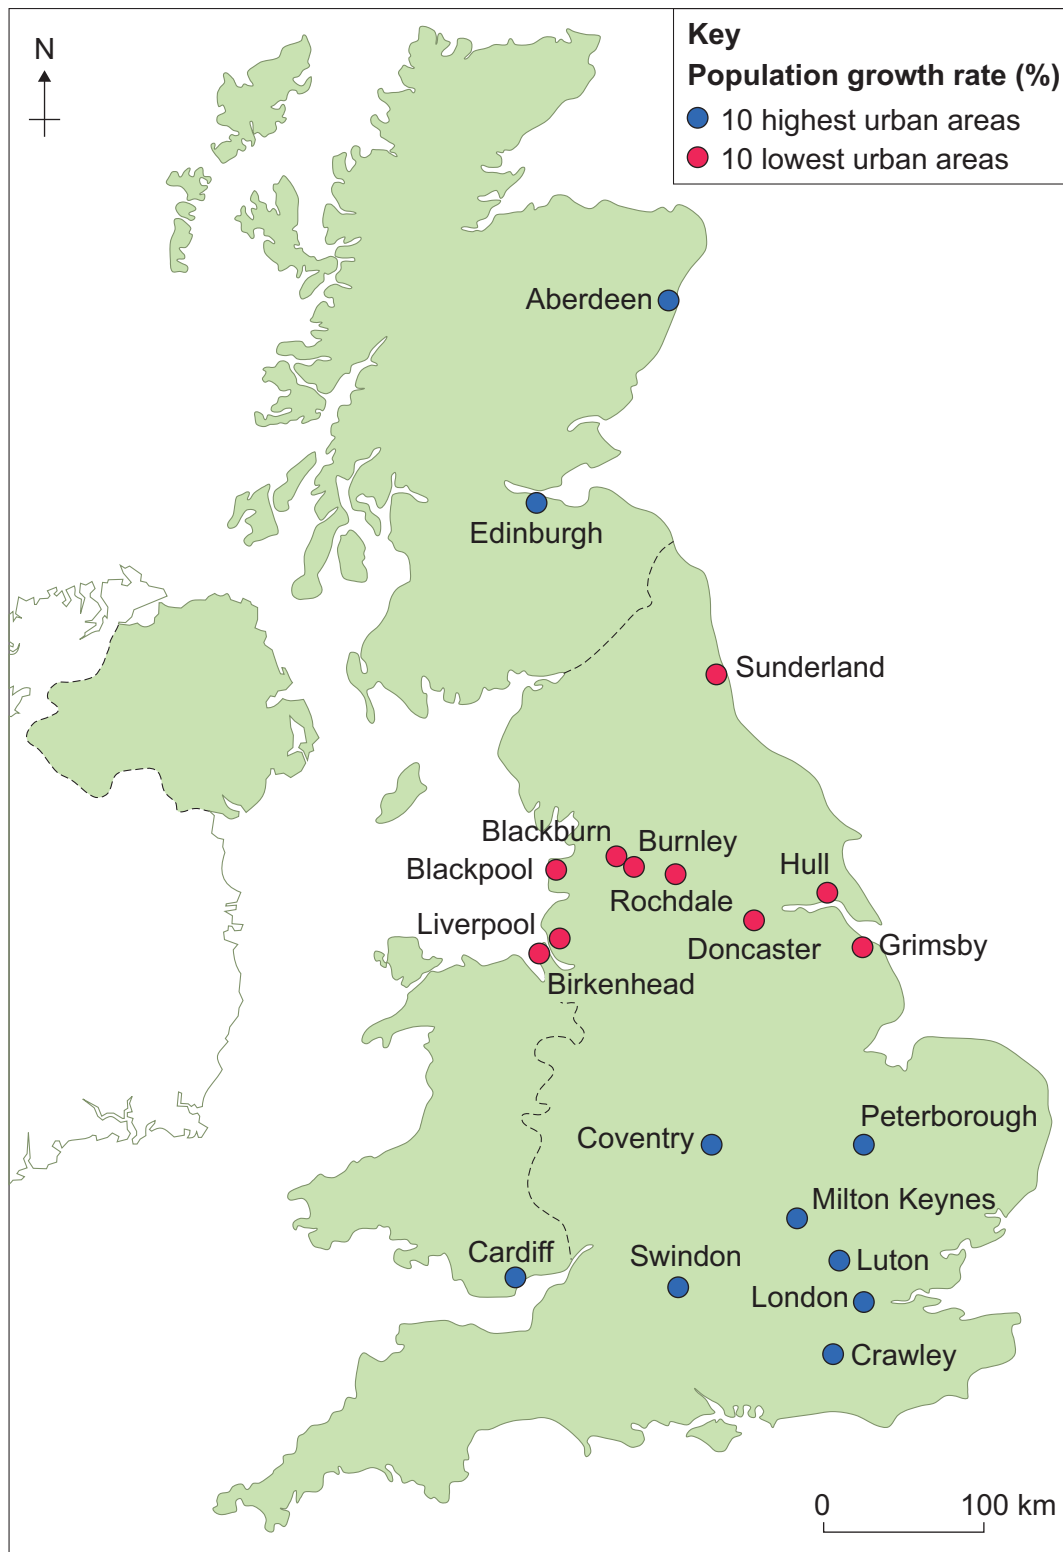 N
Key
Population growth rate (%)
10 highest urban areas
10 lowest urban areas
Aberdeen
Edinburgh
Sunderland
Blackburn
Burnley
Blackpool
Hull
Rochdale
Liverpool
Doncaster
Grimsby
Birkenhead
Peterborough
Coventry
Milton Keynes
Cardiff
Swindon
Luton
London
Crawley
0 100 km